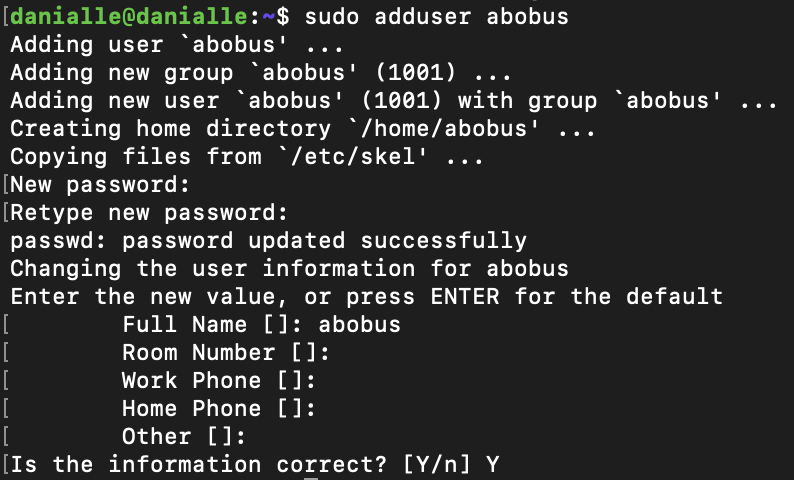 [danialle@danialle:~$ sudo adduser abobus
Adding user `abobus' ...
Adding new group `abobus' (1001) ...
Adding new user `abobus' (1001) with group `abobus' ...
Creating home directory `/home/abobus' ...
Copying files from `/etc/skel' ...
[New password:
[Retype new password:
passwd: password updated successfully
Changing the user information for abobus
Enter the new value, or press ENTER for the default
[        Full Name []: abobus
[        Room Number []:
[        Work Phone []:
[        Home Phone []:
[        Other []:
[Is the information correct? [Y/n] Y